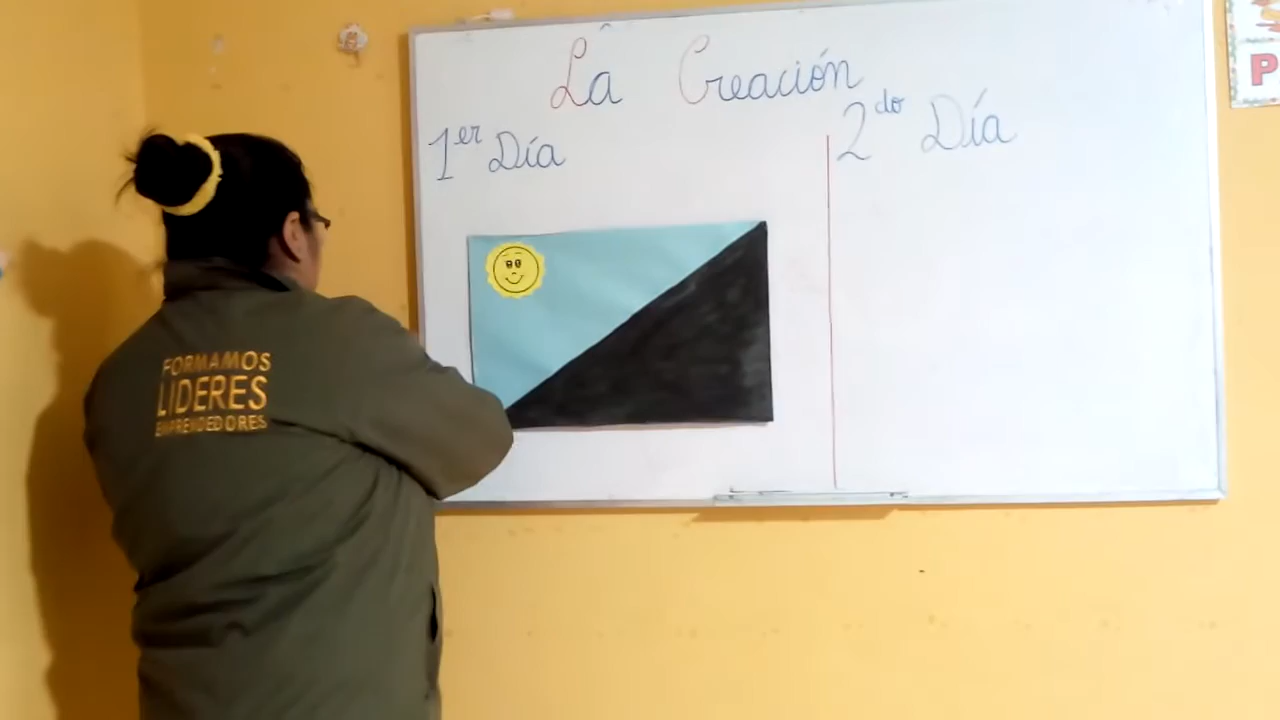 La Creación
1er Día
2do Día
FORMAMOS
LIDERES
EMPRENDEDORES
P